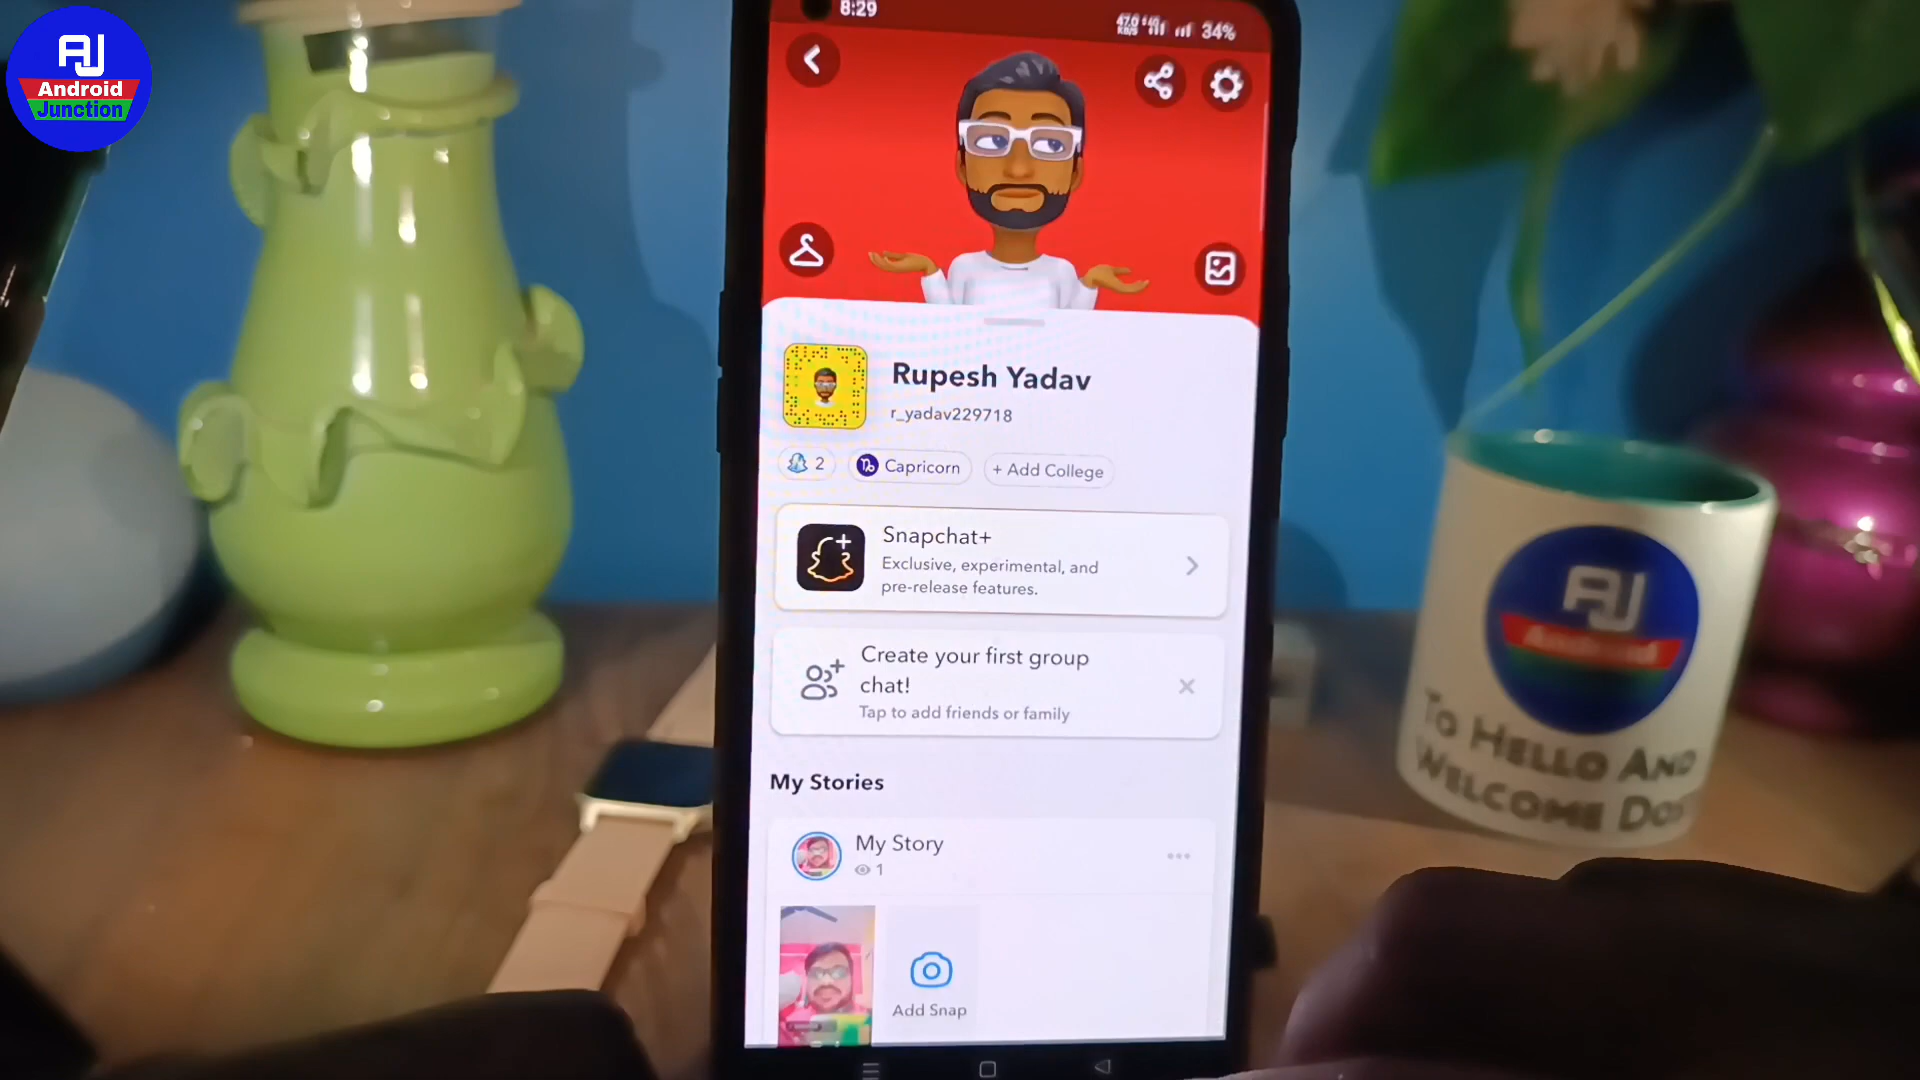 AJ
Android
Junction
8:29
34%
Rupesh Yadav
r_yadav229718
2
Capricorn
+ Add College
Snapchat+
Exclusive, experimental, and
pre-release features.
Create your first group
chat!
Tap to add friends or family
My Stories
My Story
1
Add Snap
AJ
Android
To Hello And
Welcome